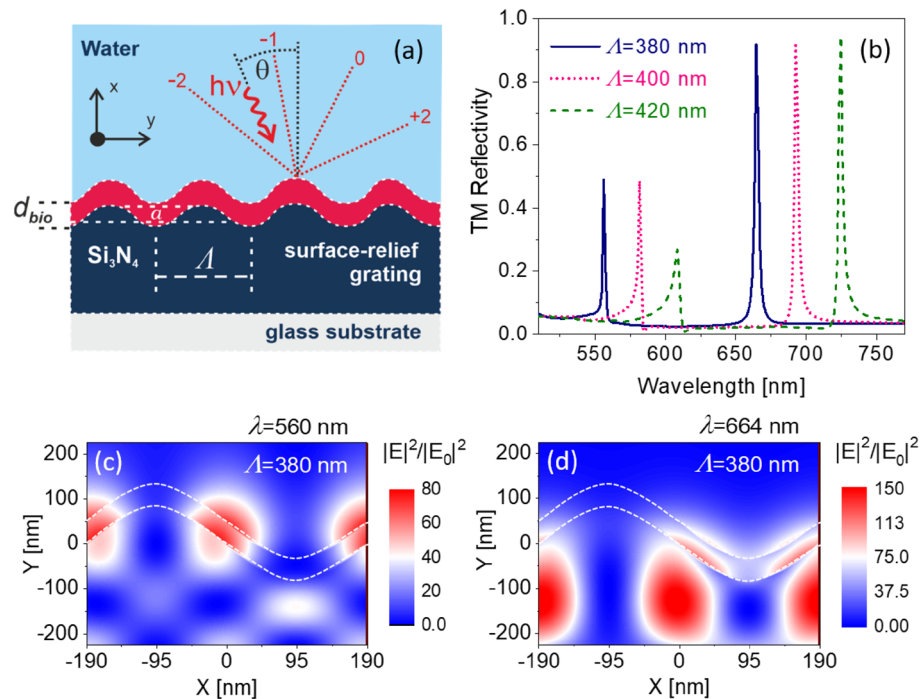 (a)
Water
-1
0
θ
-2
hν
+2
x
y
d_bio
a
Si₃N₄
Λ
surface-relief
grating
glass substrate
(b)
Λ=380 nm
Λ=400 nm
Λ=420 nm
TM Reflectivity
1.0
0.8
0.6
0.4
0.2
0.0
550 600 650 700 750
Wavelength [nm]
λ=560 nm
(c)
Λ=380 nm
|E|²/|E₀|²
80
60
40
20
0.0
Y [nm]
200
100
0
-100
-200
-190 -95 0 95 190
X [nm]
λ=664 nm
(d)
Λ=380 nm
|E|²/|E₀|²
150
113
75.0
37.5
0.00
Y [nm]
200
100
0
-100
-200
-190 -95 0 95 190
X [nm]